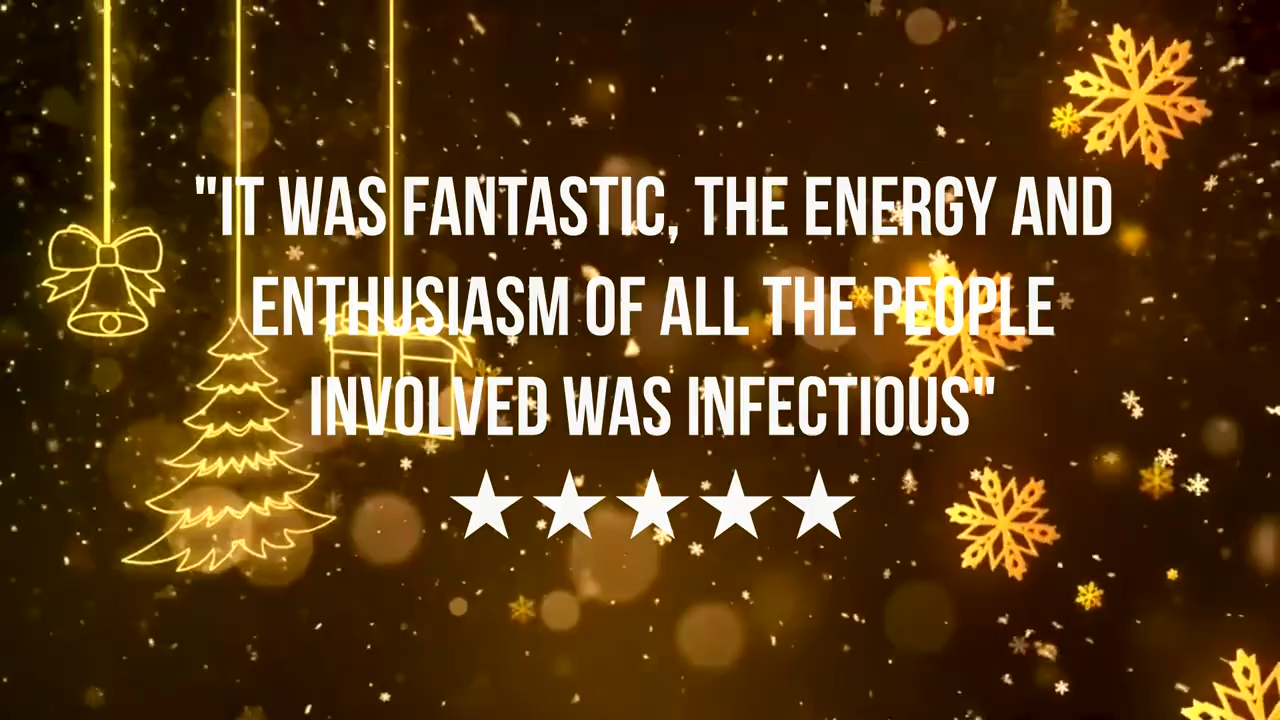 "IT WAS FANTASTIC, THE ENERGY AND
ENTHUSIASM OF ALL THE PEOPLE
INVOLVED WAS INFECTIOUS"